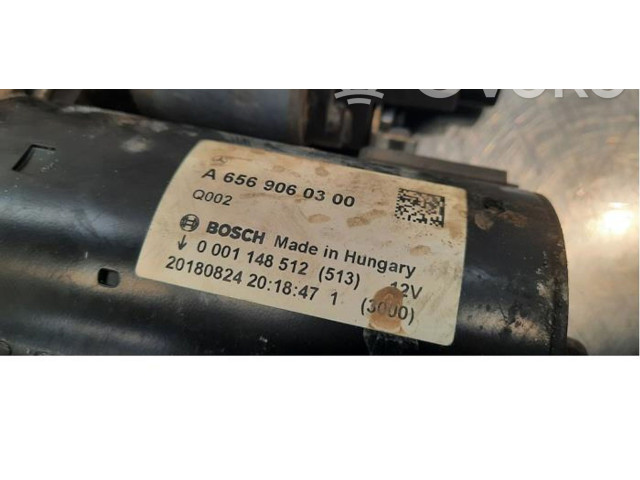 A 656 906 03 00
Q002
BOSCH Made in Hungary
↓ 0 001 148 512 (513) 12V
20180824 20:18:47 1 (3000)